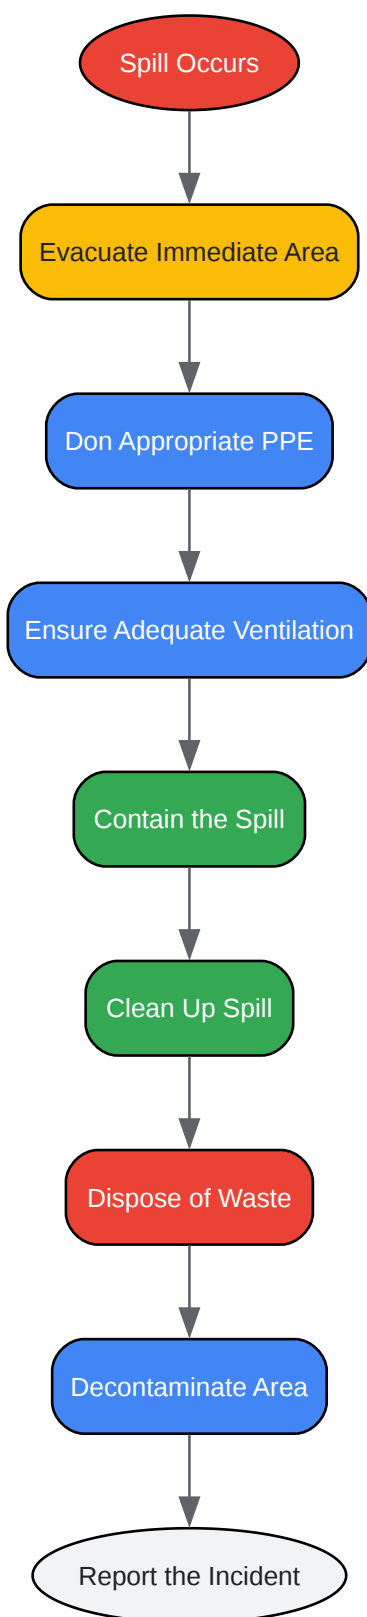 Spill Occurs
Evacuate Immediate Area
Don Appropriate PPE
Ensure Adequate Ventilation
Contain the Spill
Clean Up Spill
Dispose of Waste
Decontaminate Area
Report the Incident